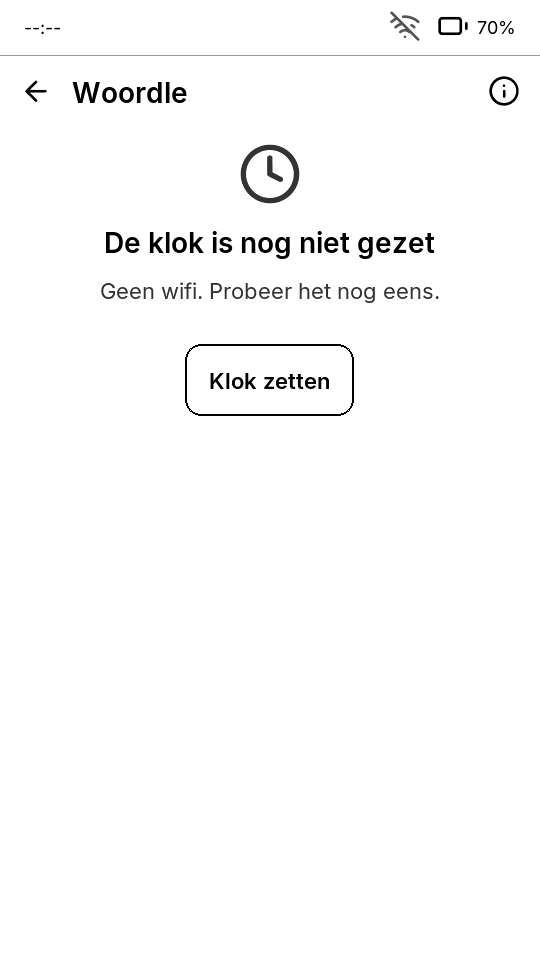 --:--
70%
Woordle
De klok is nog niet gezet
Geen wifi. Probeer het nog eens.
Klok zetten